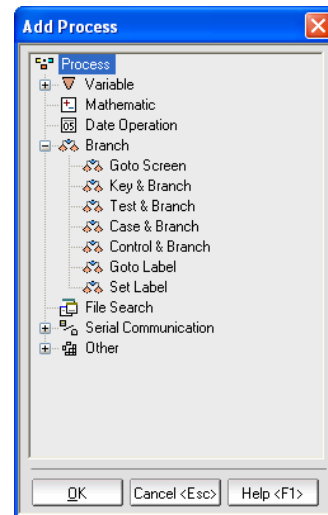 Add Process
Process
Variable
Mathematic
05 Date Operation
Branch
Goto Screen
Key & Branch
Test & Branch
Case & Branch
Control & Branch
Goto Label
Set Label
File Search
Serial Communication
Other
OK Cancel <Esc> Help <F1>